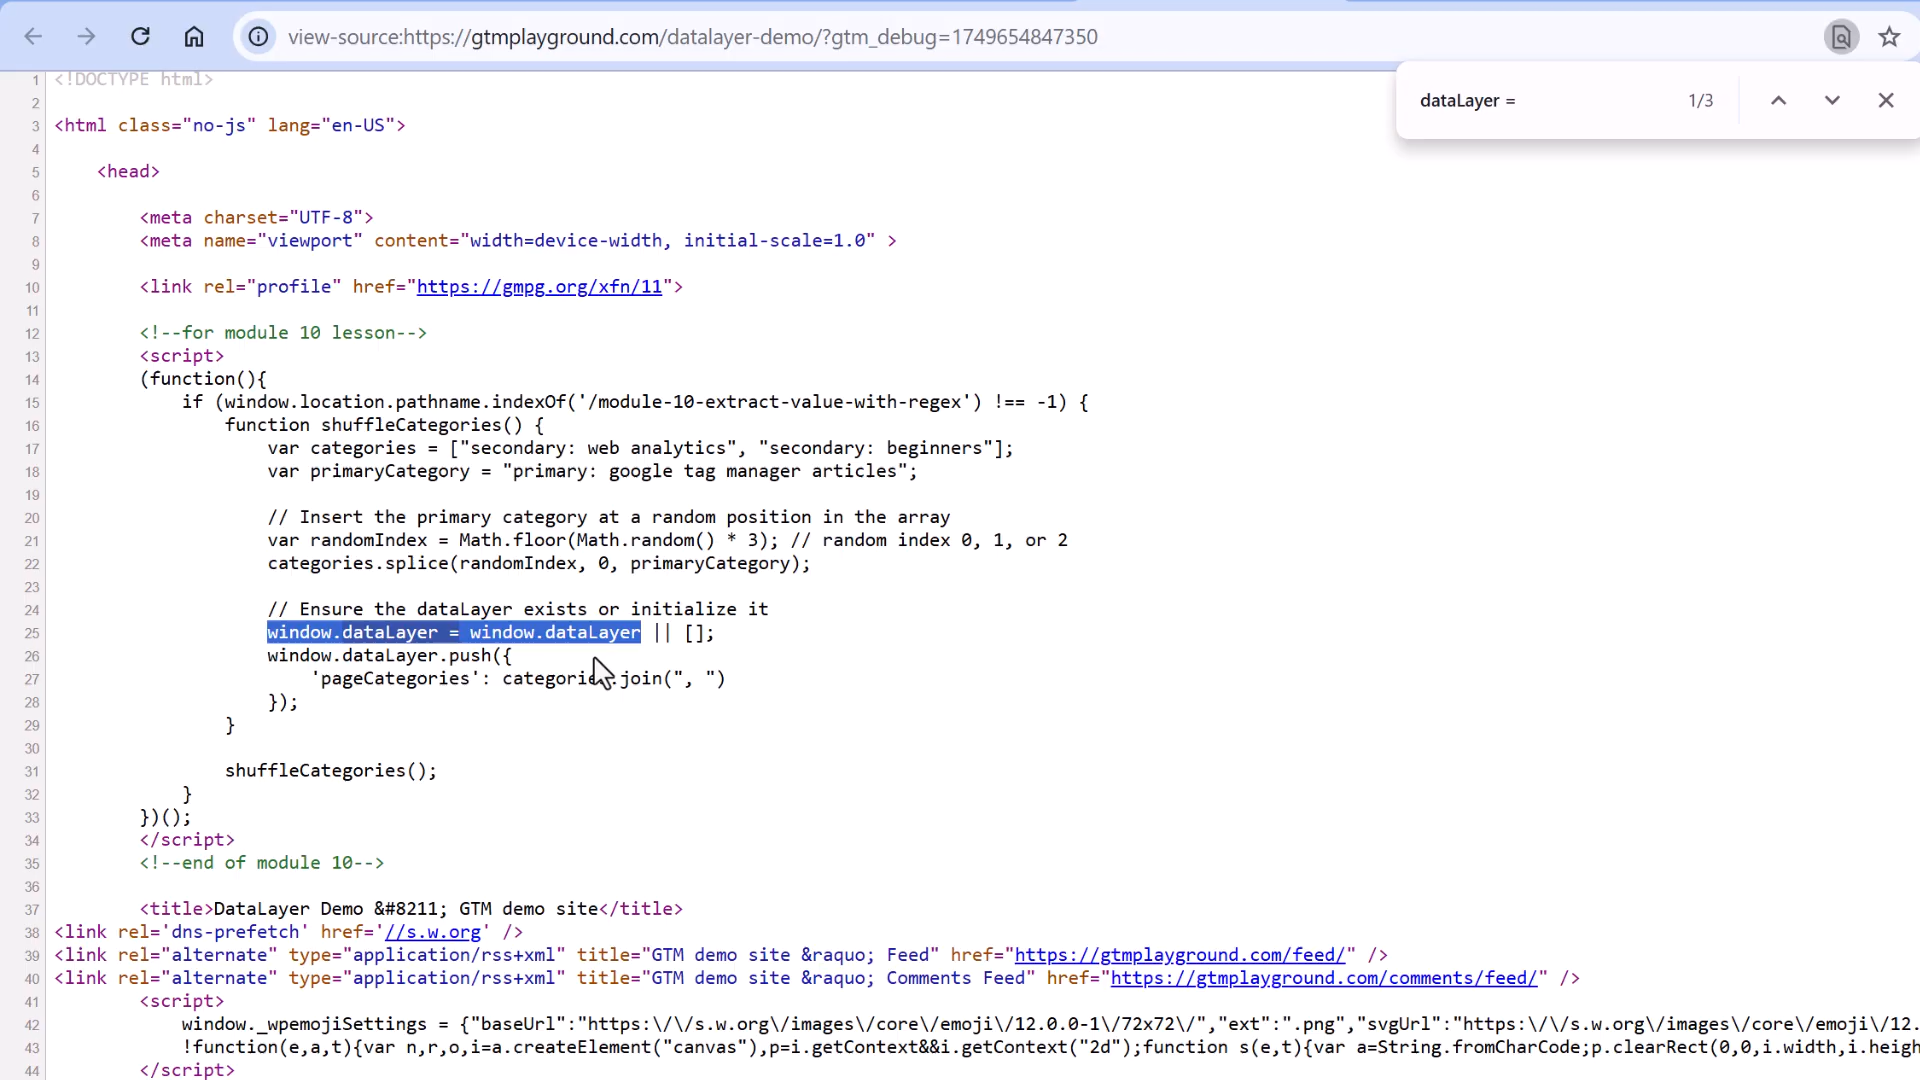 view-source:https://gtmplayground.com/datalayer-demo/?gtm_debug=1749654847350
dataLayer =
1/3
1 <!DOCTYPE html>
2
3 <html class="no-js" lang="en-US">
4
5 <head>
6
7 <meta charset="UTF-8">
8 <meta name="viewport" content="width=device-width, initial-scale=1.0" >
9
10 <link rel="profile" href="https://gmpg.org/xfn/11">
11
12 <!--for module 10 lesson-->
13 <script>
14 (function(){
15 if (window.location.pathname.indexOf('/module-10-extract-value-with-regex') !== -1) {
16 function shuffleCategories() {
17 var categories = ["secondary: web analytics", "secondary: beginners"];
18 var primaryCategory = "primary: google tag manager articles";
19
20 // Insert the primary category at a random position in the array
21 var randomIndex = Math.floor(Math.random() * 3); // random index 0, 1, or 2
22 categories.splice(randomIndex, 0, primaryCategory);
23
24 // Ensure the dataLayer exists or initialize it
25 window.dataLayer = window.dataLayer || [];
26 window.dataLayer.push({
27 'pageCategories': categories.join(", ")
28 });
29 }
30
31 shuffleCategories();
32 }
33 })();
34 </script>
35 <!--end of module 10-->
36
37 <title>DataLayer Demo &#8211; GTM demo site</title>
38 <link rel='dns-prefetch' href='//s.w.org' />
39 <link rel="alternate" type="application/rss+xml" title="GTM demo site &raquo; Feed" href="https://gtmplayground.com/feed/" />
40 <link rel="alternate" type="application/rss+xml" title="GTM demo site &raquo; Comments Feed" href="https://gtmplayground.com/comments/feed/" />
41 <script>
42 window._wpemojiSettings = {"baseUrl":"https:\/\/s.w.org\/images\/core\/emoji\/12.0.0-1\/72x72\/","ext":".png","svgUrl":"https:\/\/s.w.org\/images\/core\/emoji\/12.
43 !function(e,a,t){var n,r,o,i=a.createElement("canvas"),p=i.getContext&&i.getContext("2d");function s(e,t){var a=String.fromCharCode;p.clearRect(0,0,i.width,i.heigh
44 </script>